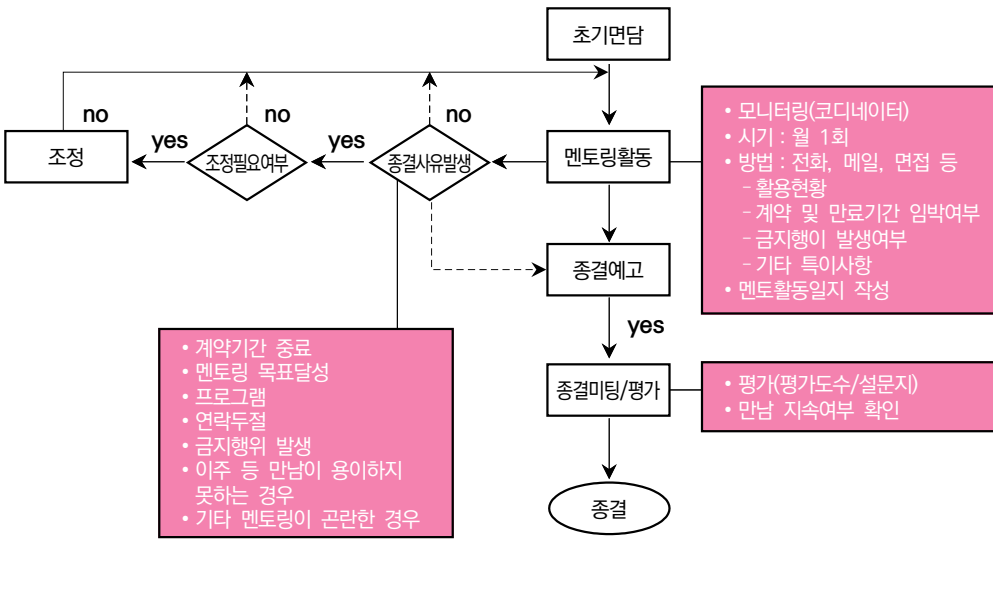 초기면담
no
no
no
조정
yes
조정필요여부
yes
종결사유발생
멘토링활동
• 모니터링(코디네이터)
• 시기 : 월 1회
• 방법 : 전화, 메일, 면접 등
- 활용현황
- 계약 및 만료기간 임박여부
- 금지행이 발생여부
- 기타 특이사항
• 멘토활동일지 작성
종결예고
yes
• 계약기간 중료
• 멘토링 목표달성
• 프로그램
• 연락두절
• 금지행위 발생
• 이주 등 만남이 용이하지
못하는 경우
• 기타 멘토링이 곤란한 경우
종결미팅/평가
• 평가(평가도수/설문지)
• 만남 지속여부 확인
종결